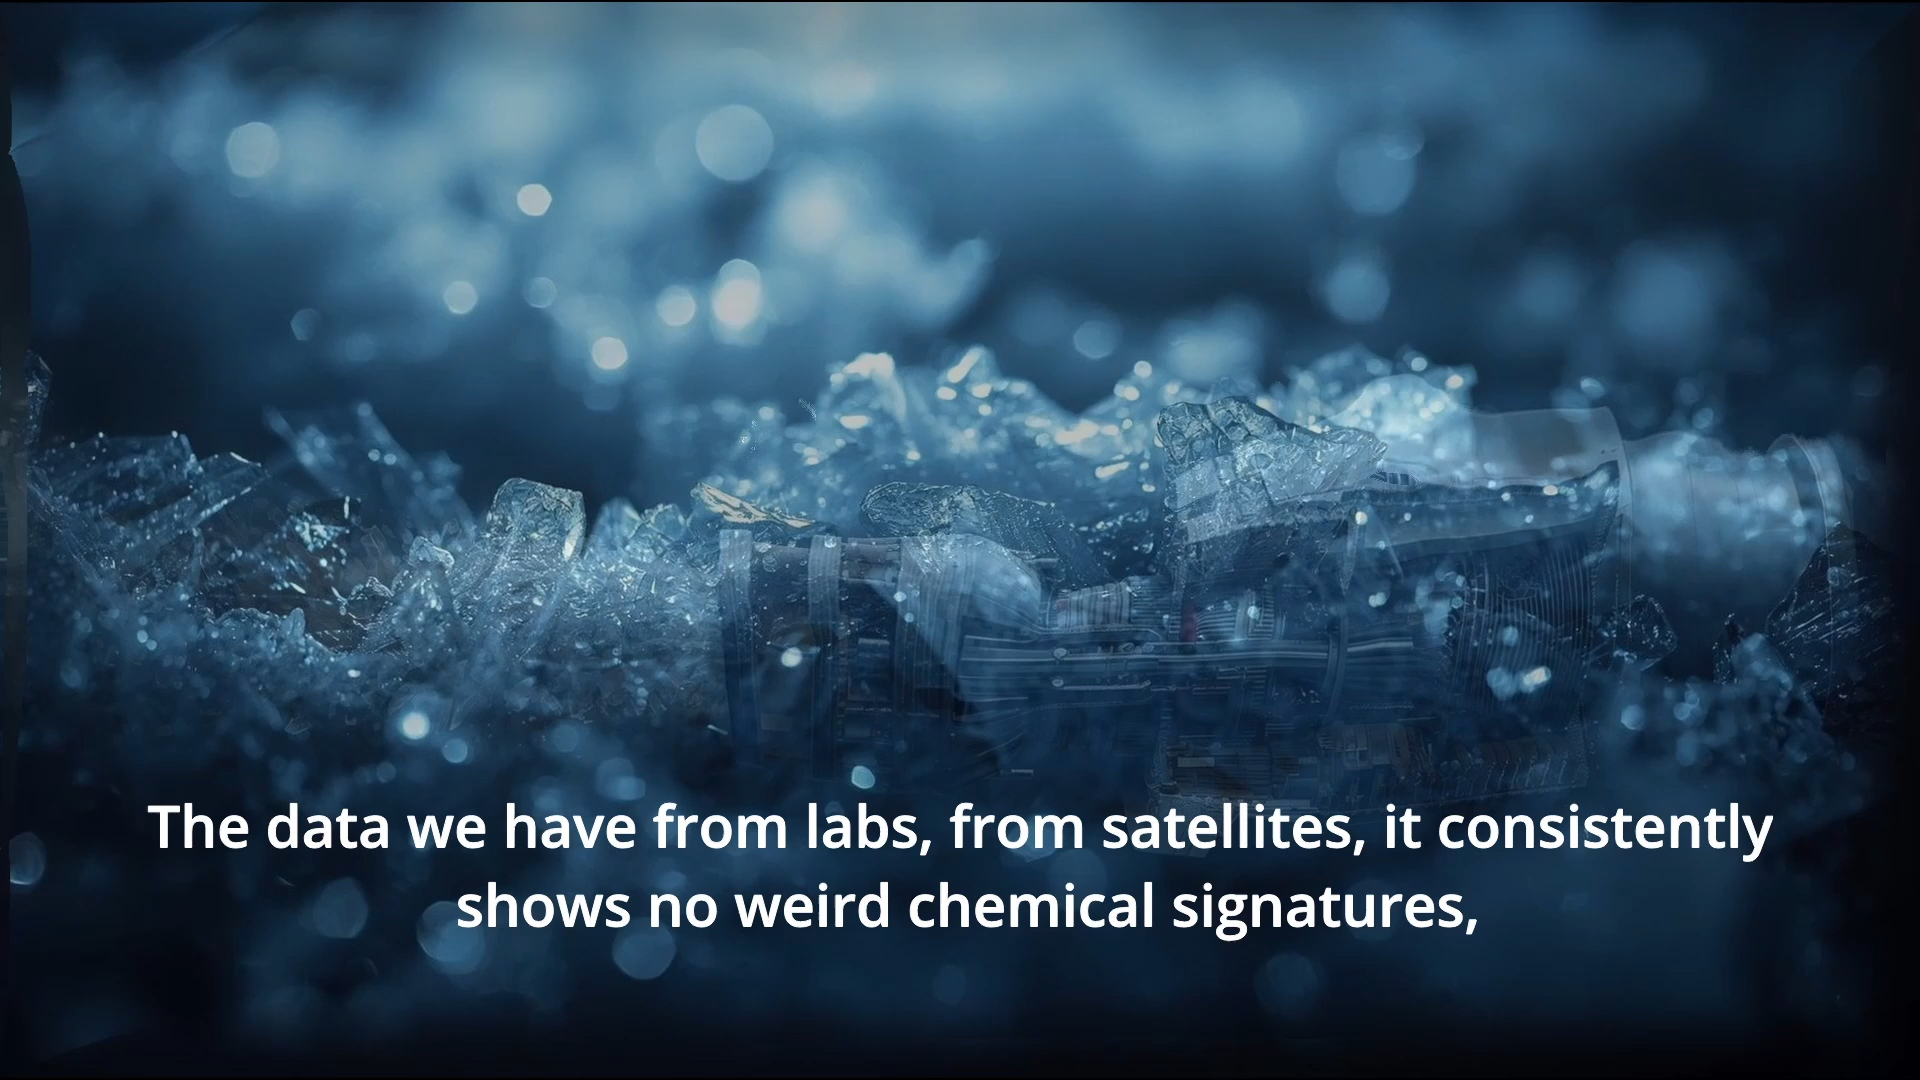 The data we have from labs, from satellites, it consistently
shows no weird chemical signatures,